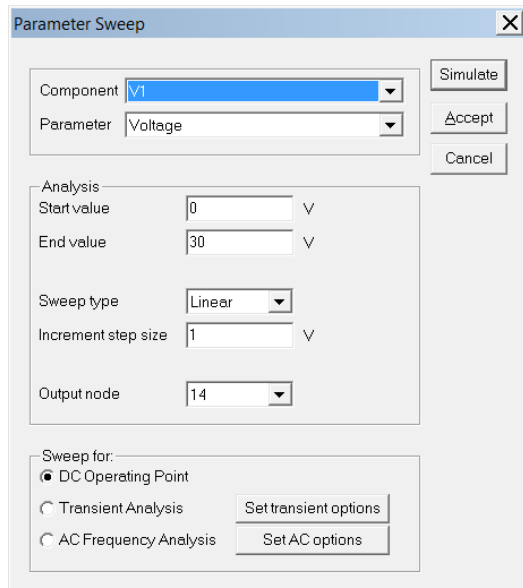 Parameter Sweep
Component V1
Simulate
Parameter Voltage
Accept
Cancel
Analysis
Start value 0 V
End value 30 V
Sweep type Linear
Increment step size 1 V
Output node 14
Sweep for:
DC Operating Point
Transient Analysis Set transient options
AC Frequency Analysis Set AC options